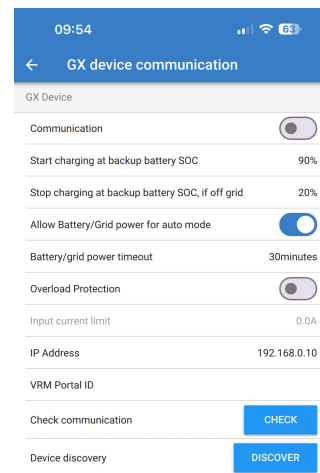 09:54
63
GX device communication
GX Device
Communication
Start charging at backup battery SOC 90%
Stop charging at backup battery SOC, if off grid 20%
Allow Battery/Grid power for auto mode
Battery/grid power timeout 30minutes
Overload Protection
Input current limit 0.0A
IP Address 192.168.0.10
VRM Portal ID
Check communication CHECK
Device discovery DISCOVER